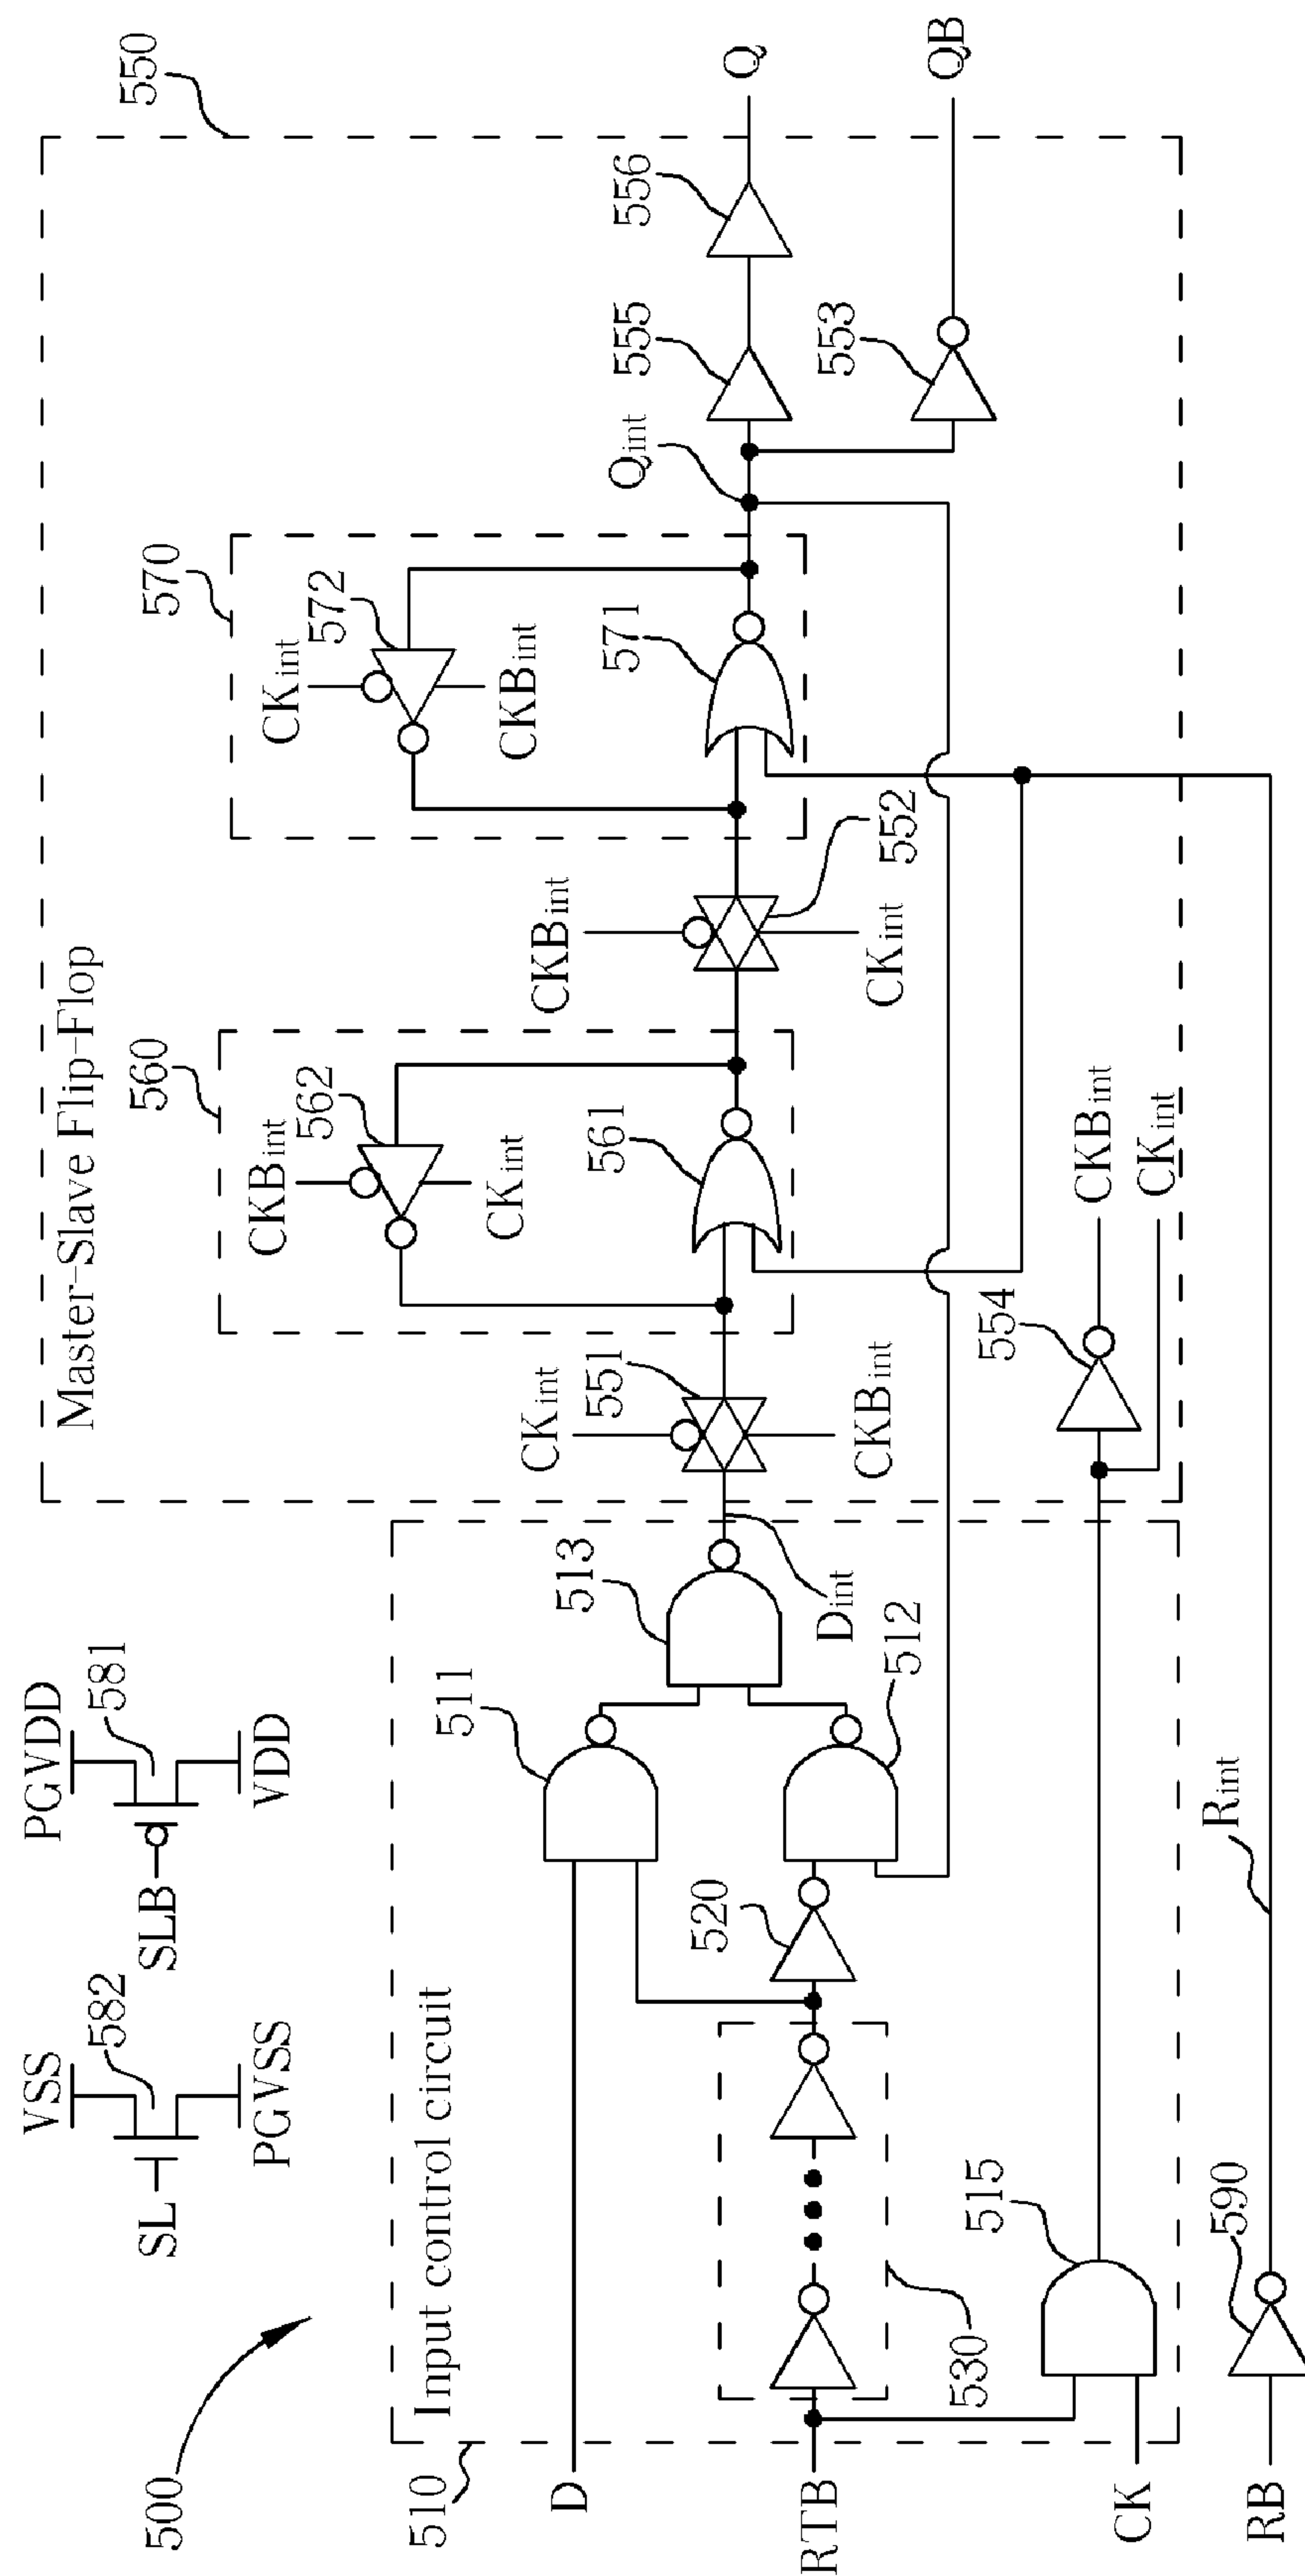 500
VSS
582
SL
PGVSS
PGVDD
581
SLB
VDD
510
Input control circuit
D
RTB
CK
RB
530
515
590
520
511
512
513
Dint
Rint
550
Master-Slave Flip-Flop
CKint
551
CKBint
560
CKBint
562
CKint
561
554
CKBint
CKint
CKBint
552
CKint
570
CKint
572
CKBint
571
Qint
555
556
553
Q
QB